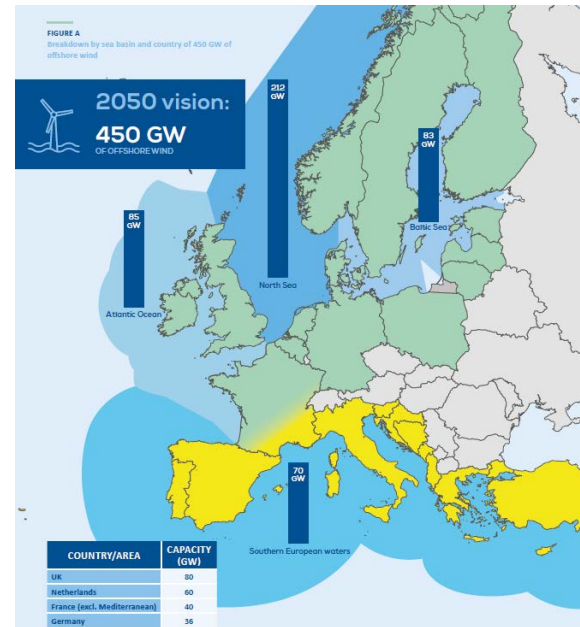 FIGURE A
Breakdown by sea basin and country of 450 GW of
offshore wind
2050 vision:
450 GW
OF OFFSHORE WIND
212
GW
83
GW
85
GW
Baltic Sea
North Sea
Atlantic Ocean
70
GW
Southern European waters
COUNTRY/AREA CAPACITY
(GW)
UK 80
Netherlands 60
France (excl. Mediterranean) 40
Germany 36